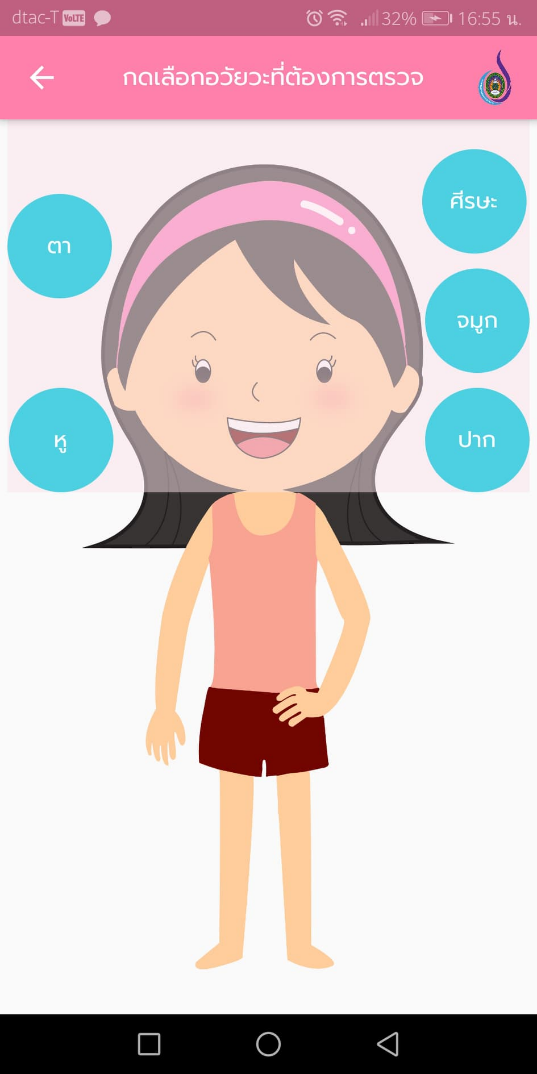 dtac-T VoLTE 32% 16:55 น.
กดเลือกอวัยวะที่ต้องการตรวจ
ศีรษะ
ตา
จมูก
หู
ปาก